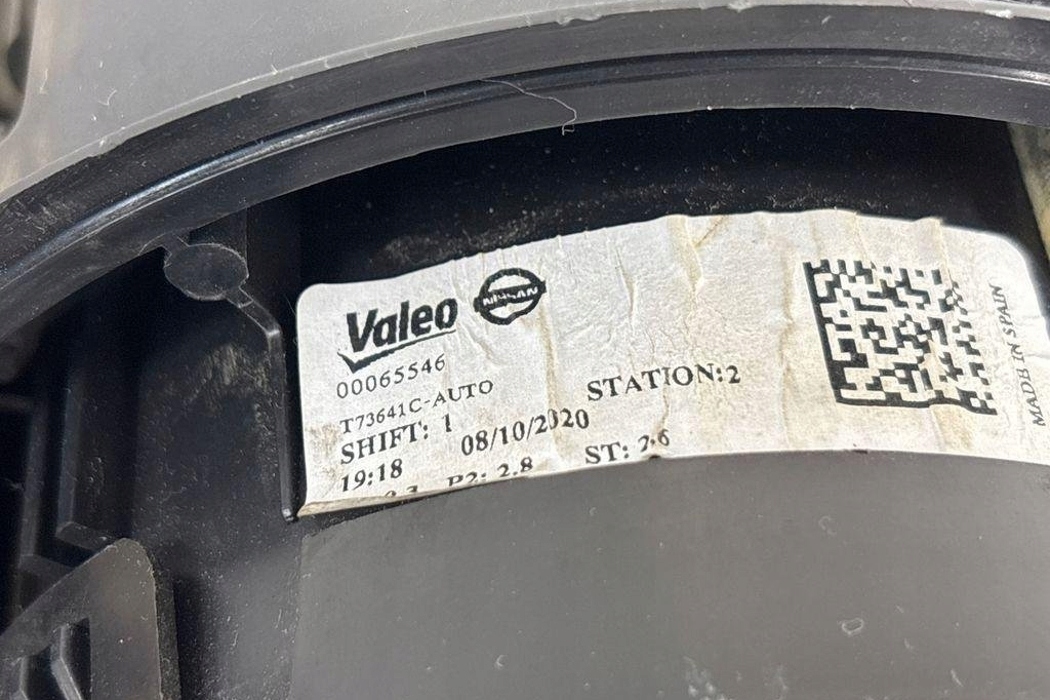 Valeo NISSAN
00065546
T73641C-AUTO
SHIFT: 1 STATION:2
19:18 08/10/2020 ST: 2.6
P2: 2.8
MADE IN SPAIN